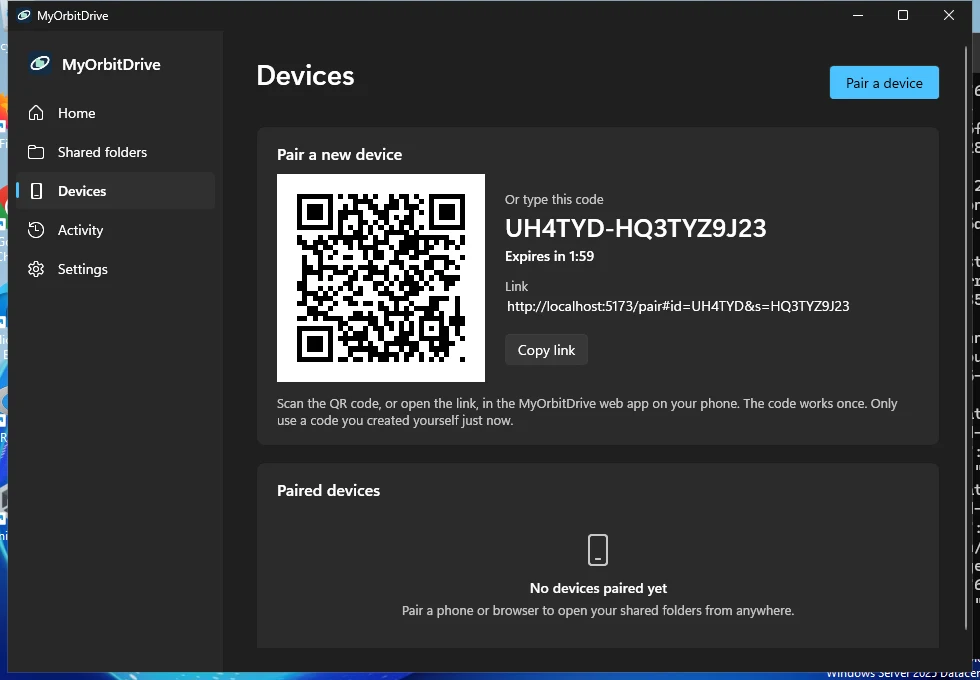 MyOrbitDrive
MyOrbitDrive
Home
Shared folders
Devices
Activity
Settings
Devices
Pair a device
Pair a new device
Or type this code
UH4TYD-HQ3TYZ9J23
Expires in 1:59
Link
http://localhost:5173/pair#id=UH4TYD&s=HQ3TYZ9J23
Copy link
Scan the QR code, or open the link, in the MyOrbitDrive web app on your phone. The code works once. Only
use a code you created yourself just now.
Paired devices
No devices paired yet
Pair a phone or browser to open your shared folders from anywhere.
Windows Server 2025 Datacen